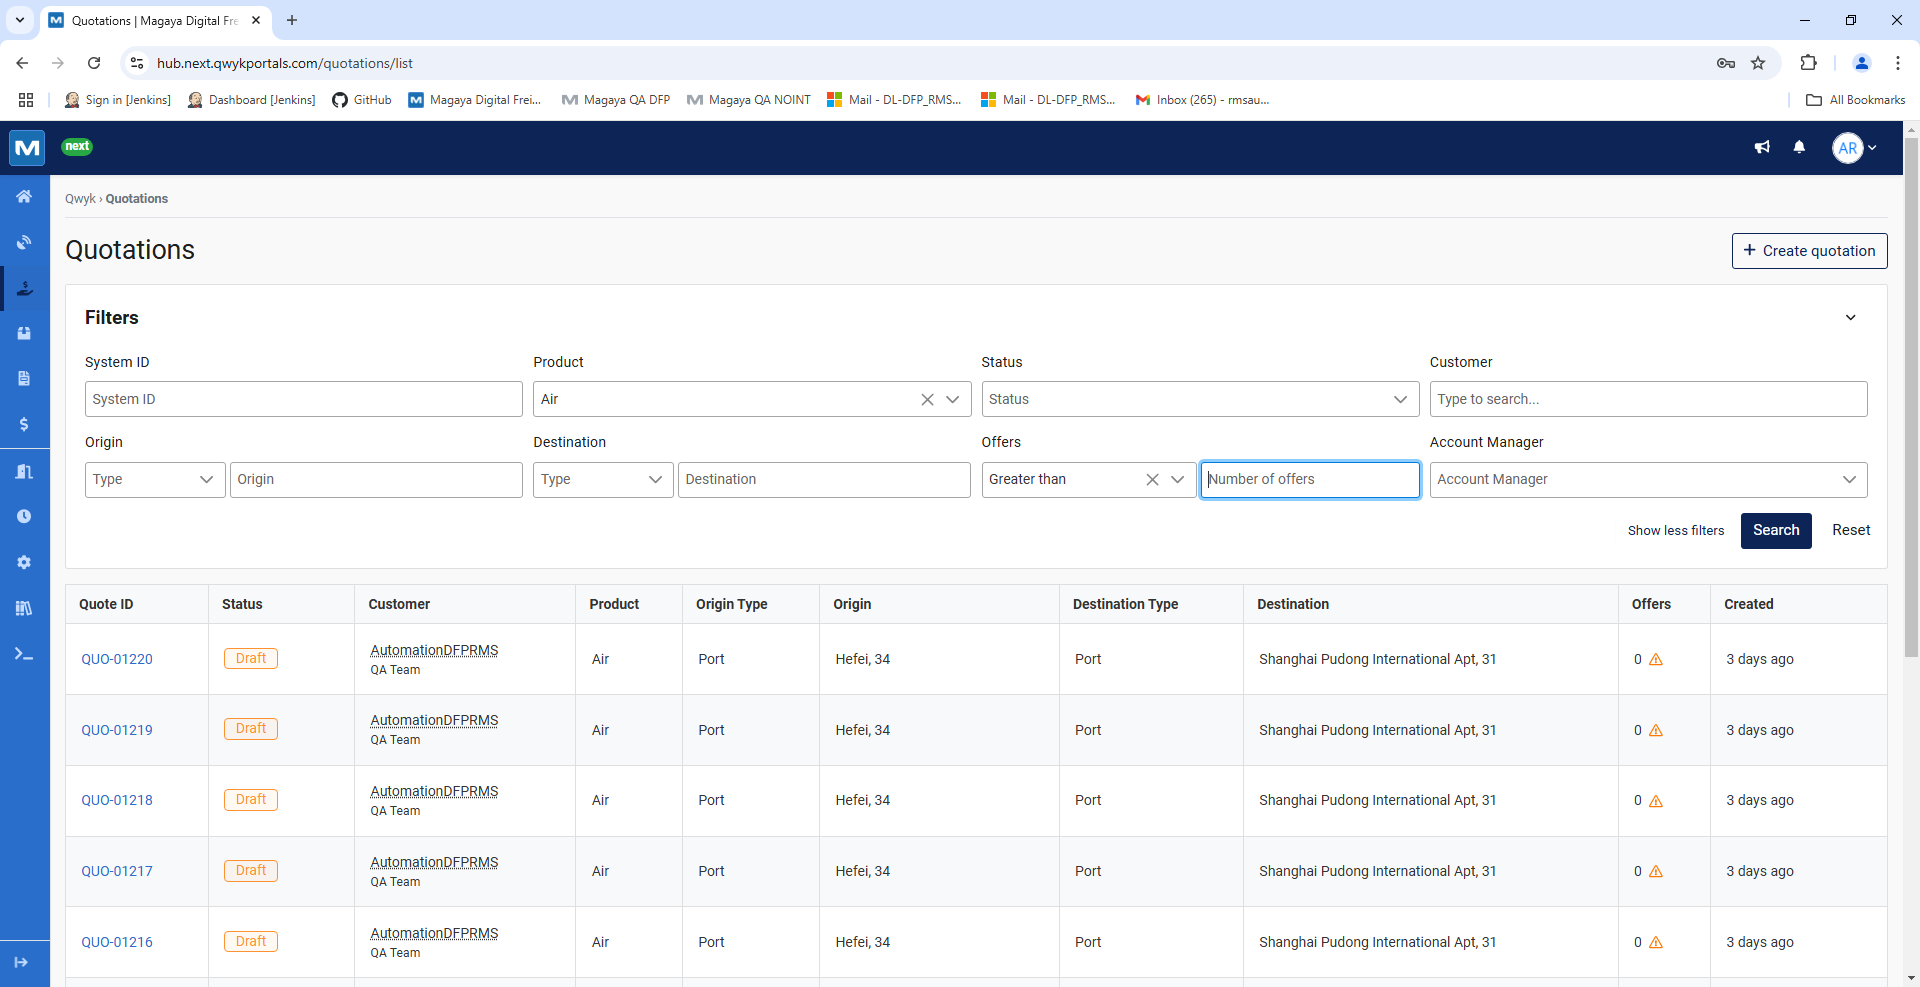 Quotations | Magaya Digital Fre
hub.next.qwykportals.com/quotations/list
Sign in [Jenkins]
Dashboard [Jenkins]
GitHub
Magaya Digital Frei...
Magaya QA DFP
Magaya QA NOINT
Mail - DL-DFP_RMS...
Mail - DL-DFP_RMS...
Inbox (265) - rmsau...
All Bookmarks
next
AR
Qwyk › Quotations
Quotations
+ Create quotation
Filters
System ID
Product
Status
Customer
System ID
Air
Status
Type to search...
Origin
Destination
Offers
Account Manager
Type
Origin
Type
Destination
Greater than
Number of offers
Account Manager
Show less filters
Search
Reset
Quote ID
Status
Customer
Product
Origin Type
Origin
Destination Type
Destination
Offers
Created
QUO-01220
Draft
AutomationDFPRMS
QA Team
Air
Port
Hefei, 34
Port
Shanghai Pudong International Apt, 31
0
3 days ago
QUO-01219
Draft
AutomationDFPRMS
QA Team
Air
Port
Hefei, 34
Port
Shanghai Pudong International Apt, 31
0
3 days ago
QUO-01218
Draft
AutomationDFPRMS
QA Team
Air
Port
Hefei, 34
Port
Shanghai Pudong International Apt, 31
0
3 days ago
QUO-01217
Draft
AutomationDFPRMS
QA Team
Air
Port
Hefei, 34
Port
Shanghai Pudong International Apt, 31
0
3 days ago
QUO-01216
Draft
AutomationDFPRMS
QA Team
Air
Port
Hefei, 34
Port
Shanghai Pudong International Apt, 31
0
3 days ago